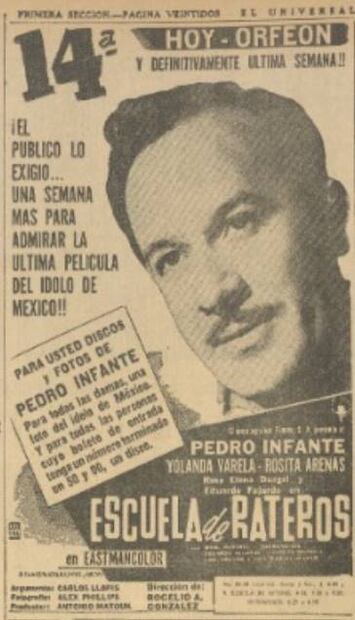 PRIMERA SECCION.—PAGINA VEINTIDOS EL UNIVERSAL
14ª
HOY - ORFEON
Y DEFINITIVAMENTE ULTIMA SEMANA!!
¡EL
PUBLICO LO
EXIGIO...
UNA SEMANA
MAS PARA
ADMIRAR LA
ULTIMA PELICULA
DEL IDOLO DE
MEXICO!!
PARA USTED DISCOS
y FOTOS DE
PEDRO INFANTE
Para todas las damas, una
foto del ídolo de México.
Y para todas las personas
cuyo boleto de entrada
tenga un número terminado
en 50 y 00, un disco.
PEDRO INFANTE
YOLANDA VARELA - ROSITA ARENAS
Rosa Elena Durgel y
Eduardo Fajardo en
ESCUELA de RATEROS
en EASTMANCOLOR
Argumento: CARLOS LLOPIS
Fotografía: ALEX PHILLIPS
Productor: ANTONIO MATOUK
Dirección de:
ROGELIO A.
GONZALEZ